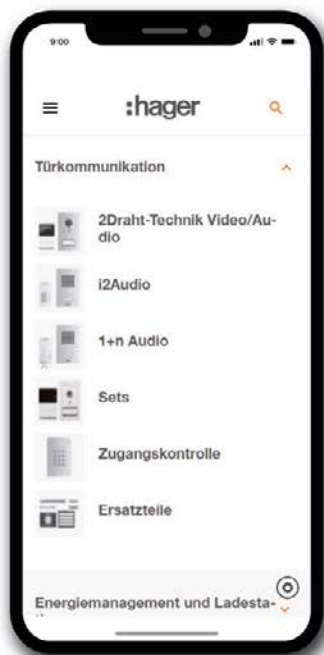 9:00
:hager
Türkommunikation
2Draht-Technik Video/Au-
dio
i2Audio
1+n Audio
Sets
Zugangskontrolle
Ersatzteile
Energiemanagement und Ladesta-